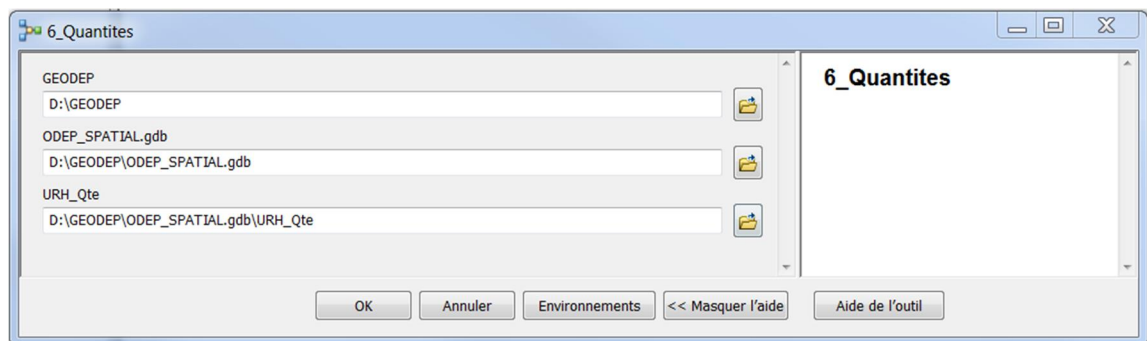 6_Quantites
GEODEP
D:\GEODEP
ODEP_SPATIAL.gdb
D:\GEODEP\ODEP_SPATIAL.gdb
URH_Qte
D:\GEODEP\ODEP_SPATIAL.gdb\URH_Qte
6_Quantites
OK
Annuler
Environnements
<< Masquer l'aide
Aide de l'outil